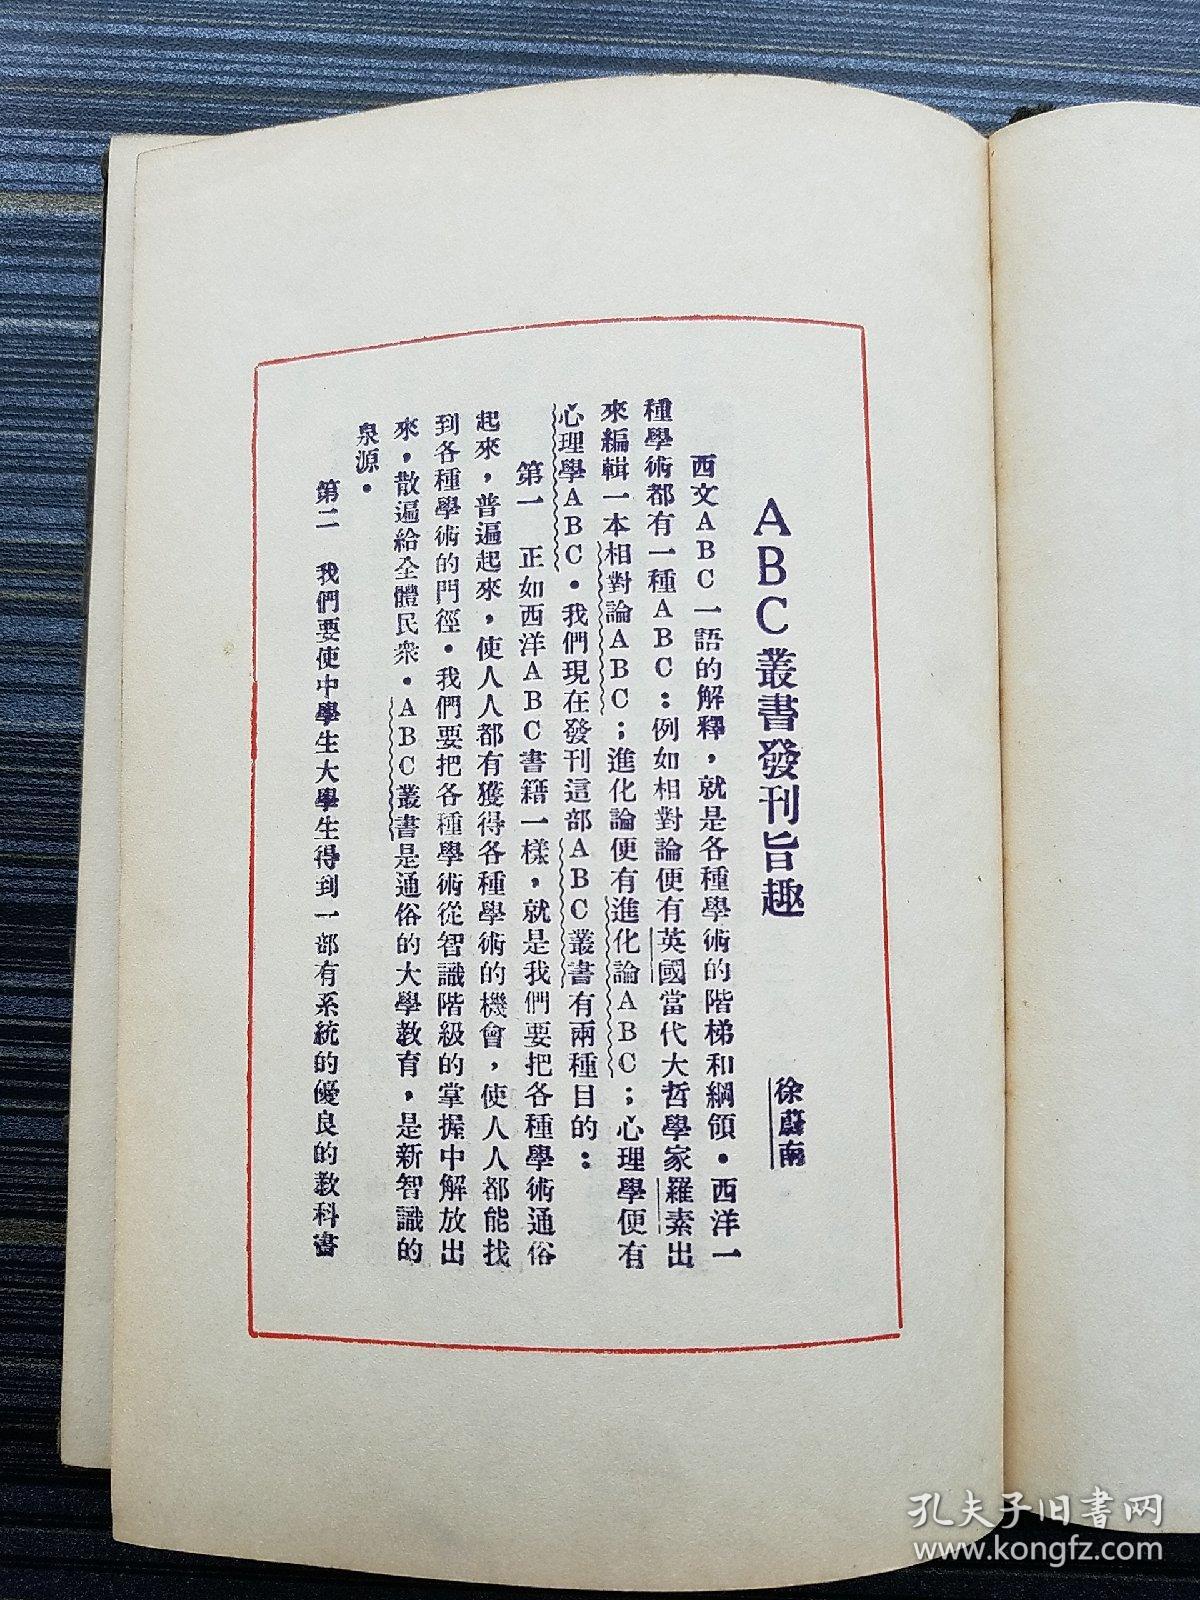 ABC叢書發刊旨趣
徐蔚南
西文ABC一語的解釋，就是各種學術的階梯和綱領。西洋一
種學術都有一種ABC：例如相對論便有英國當代大哲學家羅素出
來編輯一本相對論ABC；進化論便有進化論ABC；心理學便有
心理學ABC。我們現在發刊這部ABC叢書有兩種目的：
第一　正如西洋ABC書籍一樣，就是我們要把各種學術通俗
起來，普遍起來，使人人都有獲得各種學術的機會，使人人都能找
到各種學術的門徑。我們要把各種學術從智識階級的掌握中解放出
來，散遍給全體民衆。ABC叢書是通俗的大學教育，是新智識的
泉源。
第二　我們要使中學生大學生得到一部有系統的優良的教科書
孔夫子旧书网
www.kongfz.com